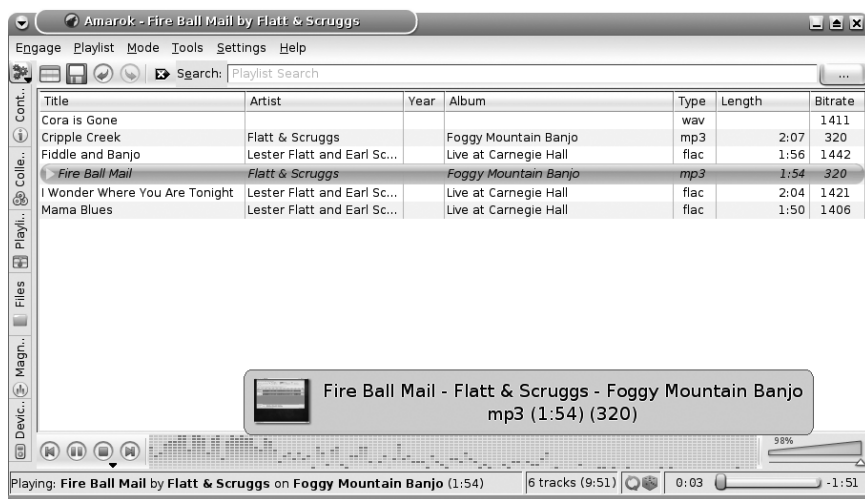 Amarok - Fire Ball Mail by Flatt & Scruggs
Engage Playlist Mode Tools Settings Help
Search: Playlist Search ...
Title Artist Year Album Type Length Bitrate
Cora is Gone wav 1411
Cripple Creek Flatt & Scruggs Foggy Mountain Banjo mp3 2:07 320
Fiddle and Banjo Lester Flatt and Earl Sc... Live at Carnegie Hall flac 1:56 1442
Fire Ball Mail Flatt & Scruggs Foggy Mountain Banjo mp3 1:54 320
I Wonder Where You Are Tonight Lester Flatt and Earl Sc... Live at Carnegie Hall flac 2:04 1421
Mama Blues Lester Flatt and Earl Sc... Live at Carnegie Hall flac 1:50 1406
Cont..
Colle..
Playli..
Files
Magn..
Devic..
Fire Ball Mail - Flatt & Scruggs - Foggy Mountain Banjo
mp3 (1:54) (320)
98%
Playing: Fire Ball Mail by Flatt & Scruggs on Foggy Mountain Banjo (1:54) 6 tracks (9:51) 0:03 -1:51